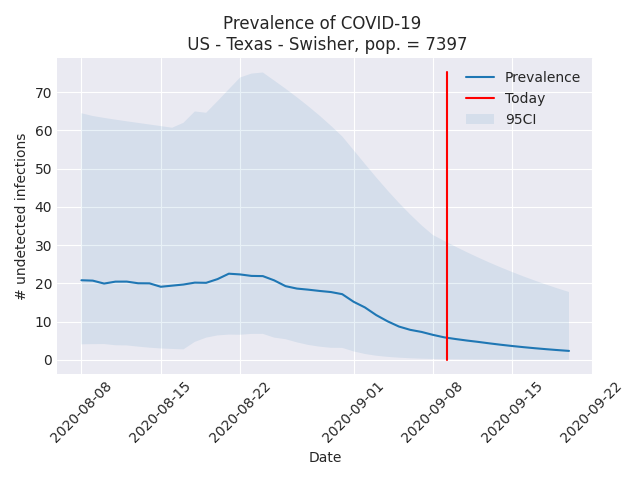 Prevalence of COVID-19
US - Texas - Swisher, pop. = 7397
# undetected infections
70
60
50
40
30
20
10
0
Prevalence
Today
95CI
2020-08-08
2020-08-15
2020-08-22
2020-09-01
2020-09-08
2020-09-15
2020-09-22
Date